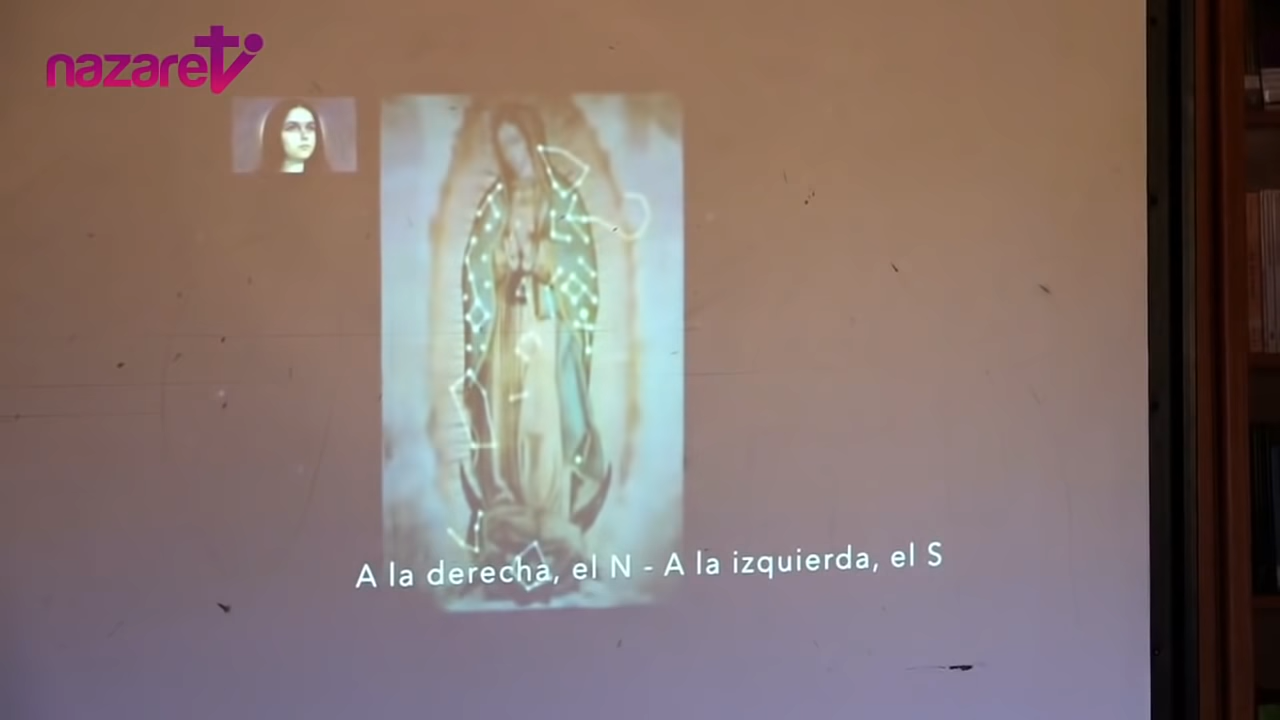 nazaretv
A la derecha, el N - A la izquierda, el S